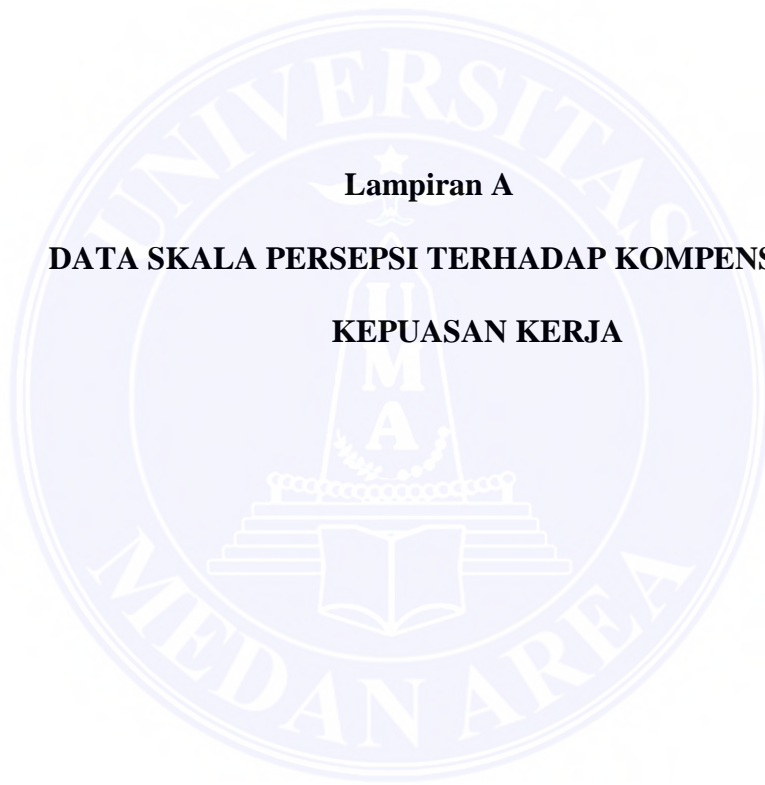 UNIVERSITAS
Lampiran A
DATA SKALA PERSEPSI TERHADAP KOMPENS
KEPUASAN KERJA
U
M
A
MEDAN AREA